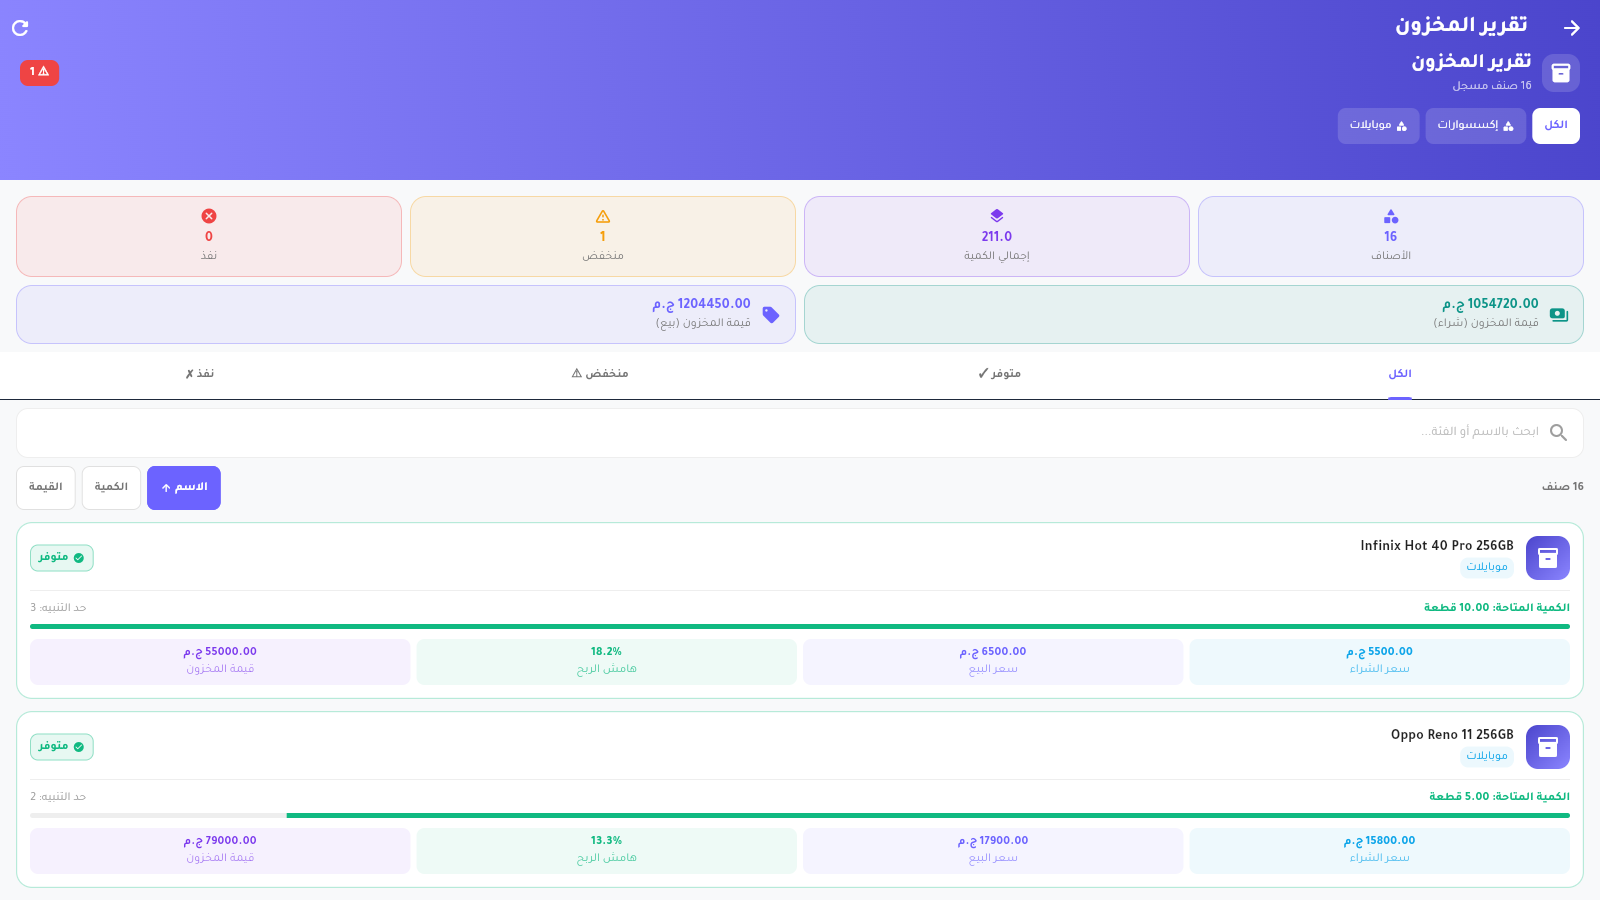 تقرير المخزون
تقرير المخزون
16 صنف مسجل
⚠ 1
الكل
إكسسوارات
موبايلات
16
الأصناف
211.0
إجمالي الكمية
1
منخفض
0
نفذ
1054720.00 ج.م
قيمة المخزون (شراء)
1204450.00 ج.م
قيمة المخزون (بيع)
الكل
متوفر ✓
منخفض ⚠
نفذ ✗
ابحث بالاسم أو الفئة...
16 صنف
الاسم ↑
الكمية
القيمة
Infinix Hot 40 Pro 256GB
موبايلات
متوفر
الكمية المتاحة: 10.00 قطعة
حد التنبيه: 3
5500.00 ج.م
سعر الشراء
6500.00 ج.م
سعر البيع
18.2%
هامش الربح
55000.00 ج.م
قيمة المخزون
Oppo Reno 11 256GB
موبايلات
متوفر
الكمية المتاحة: 5.00 قطعة
حد التنبيه: 2
15800.00 ج.م
سعر الشراء
17900.00 ج.م
سعر البيع
13.3%
هامش الربح
79000.00 ج.م
قيمة المخزون